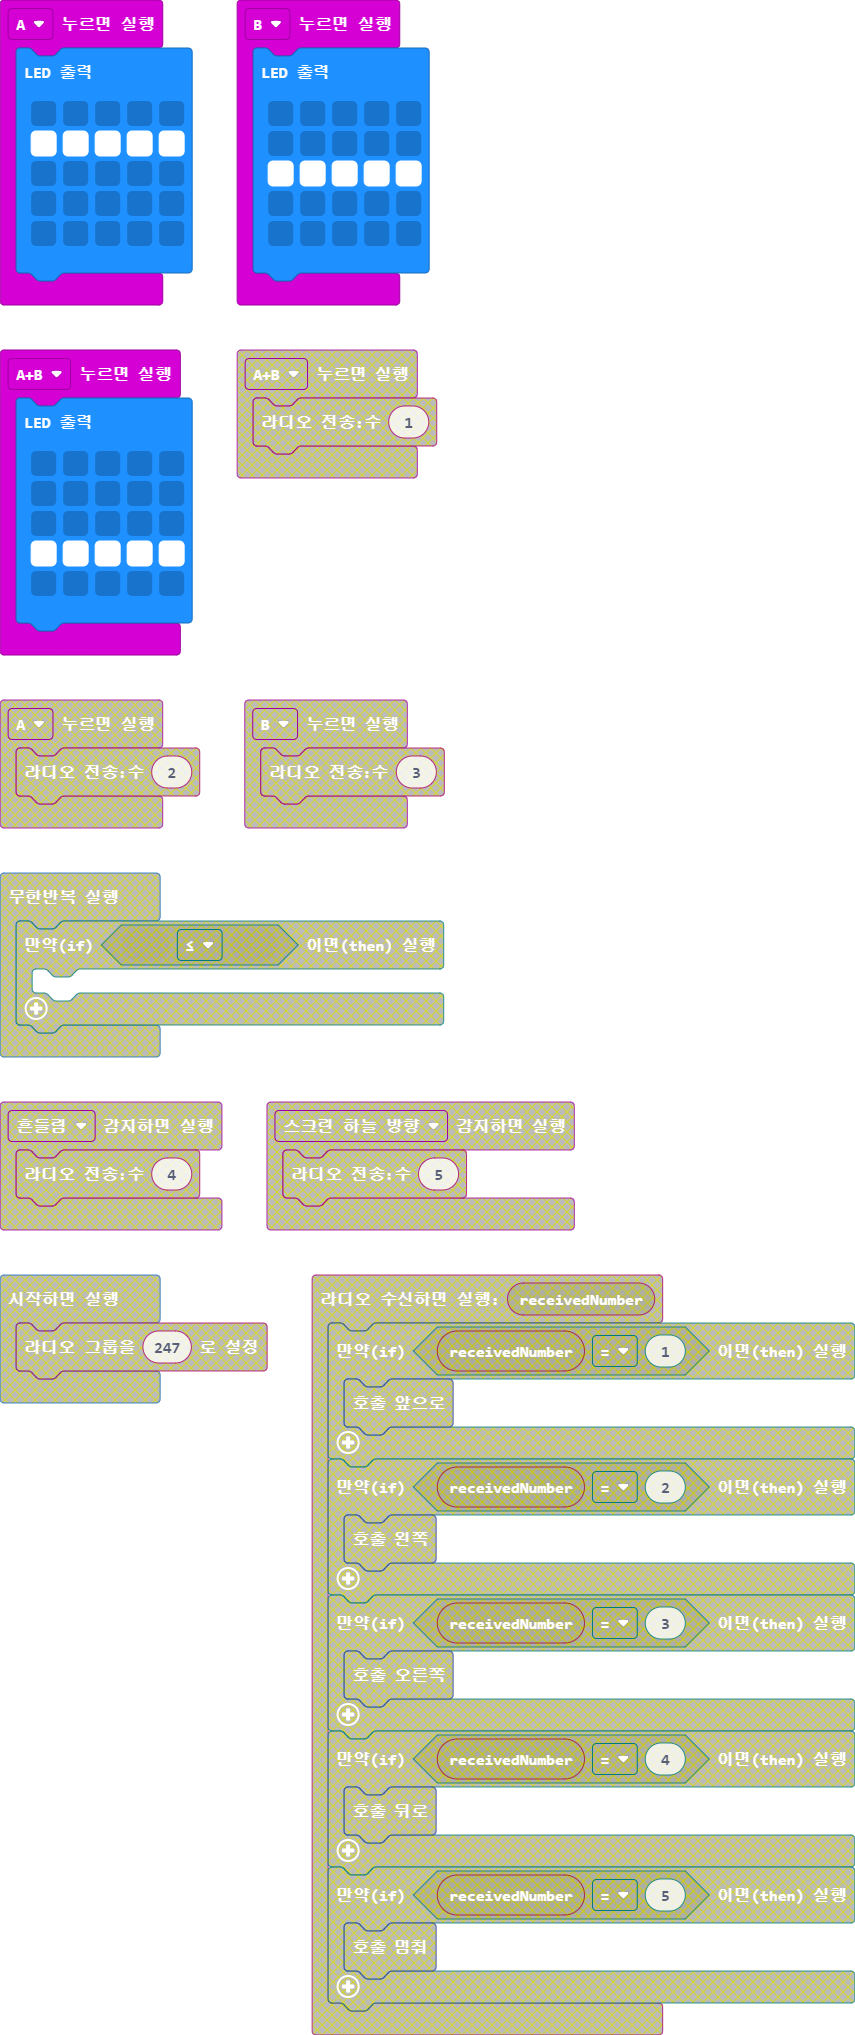 A 누르면 실행
LED 출력
B 누르면 실행
LED 출력
A+B 누르면 실행
LED 출력
A+B 누르면 실행
라디오 전송:수 1
A 누르면 실행
라디오 전송:수 2
B 누르면 실행
라디오 전송:수 3
무한반복 실행
만약(if) ≤ 이면(then) 실행
흔들림 감지하면 실행
라디오 전송:수 4
스크린 하늘 방향 감지하면 실행
라디오 전송:수 5
시작하면 실행
라디오 그룹을 247 로 설정
라디오 수신하면 실행: receivedNumber
만약(if) receivedNumber = 1 이면(then) 실행
호출 앞으로
만약(if) receivedNumber = 2 이면(then) 실행
호출 왼쪽
만약(if) receivedNumber = 3 이면(then) 실행
호출 오른쪽
만약(if) receivedNumber = 4 이면(then) 실행
호출 뒤로
만약(if) receivedNumber = 5 이면(then) 실행
호출 멈춰